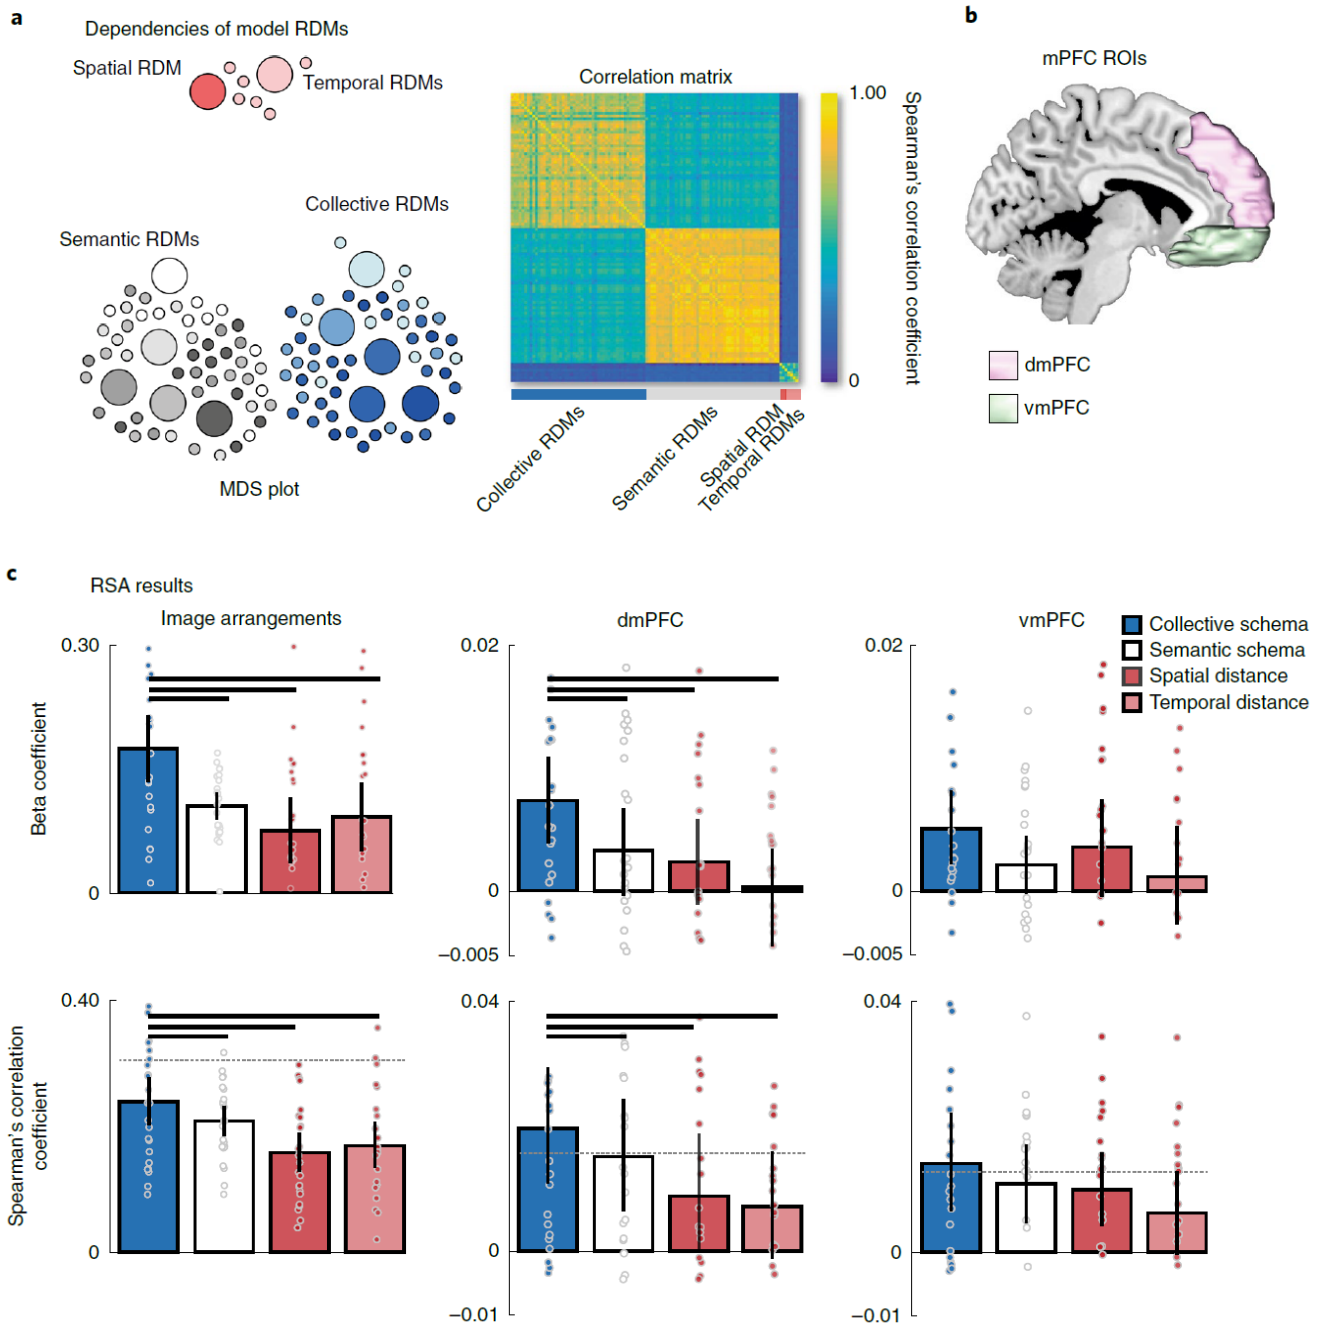 a
Dependencies of model RDMs
Spatial RDM
Temporal RDMs
Collective RDMs
Semantic RDMs
MDS plot
Correlation matrix
1.00
0
Spearman's correlation coefficient
Collective RDMs
Semantic RDMs
Spatial RDM
Temporal RDMs
b
mPFC ROIs
dmPFC
vmPFC
c
RSA results
Image arrangements
0.30
0
Beta coefficient
dmPFC
0.02
0
−0.005
vmPFC
0.02
0
−0.005
Collective schema
Semantic schema
Spatial distance
Temporal distance
0.40
0
Spearman's correlation
coefficient
0.04
0
−0.01
0.04
0
−0.01